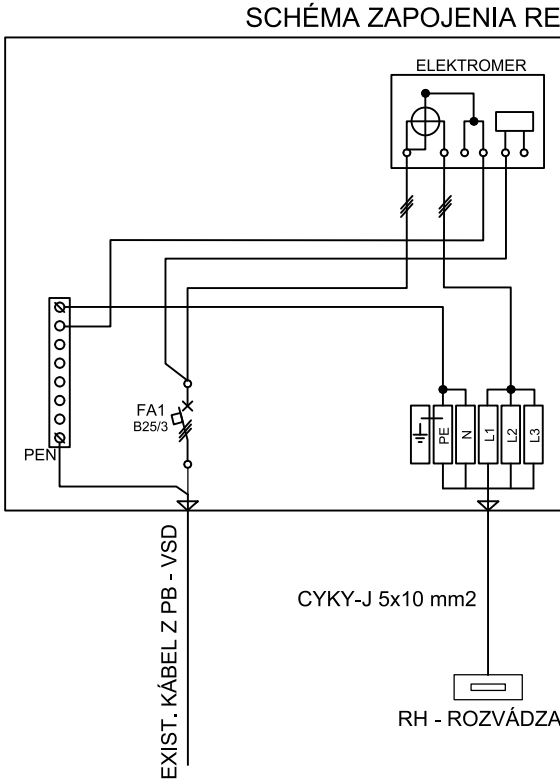 SCHÉMA ZAPOJENIA RE
ELEKTROMER
FA1
B25/3
PEN
PE
N
L1
L2
L3
EXIST. KÁBEL Z PB - VSD
CYKY-J 5x10 mm2
RH - ROZVÁDZA